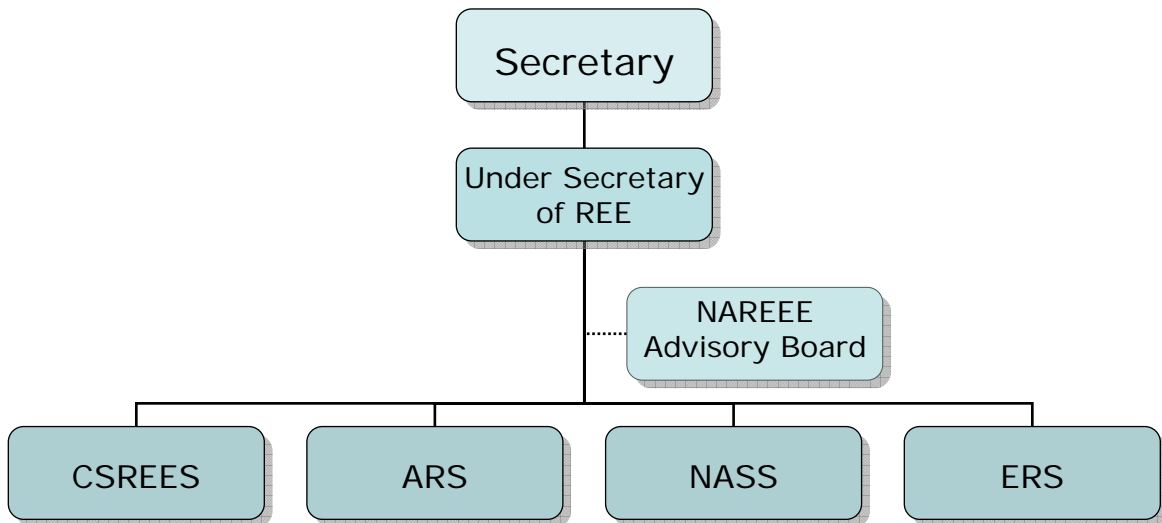 Secretary
Under Secretary
of REE
NAREEE
Advisory Board
CSREES
ARS
NASS
ERS